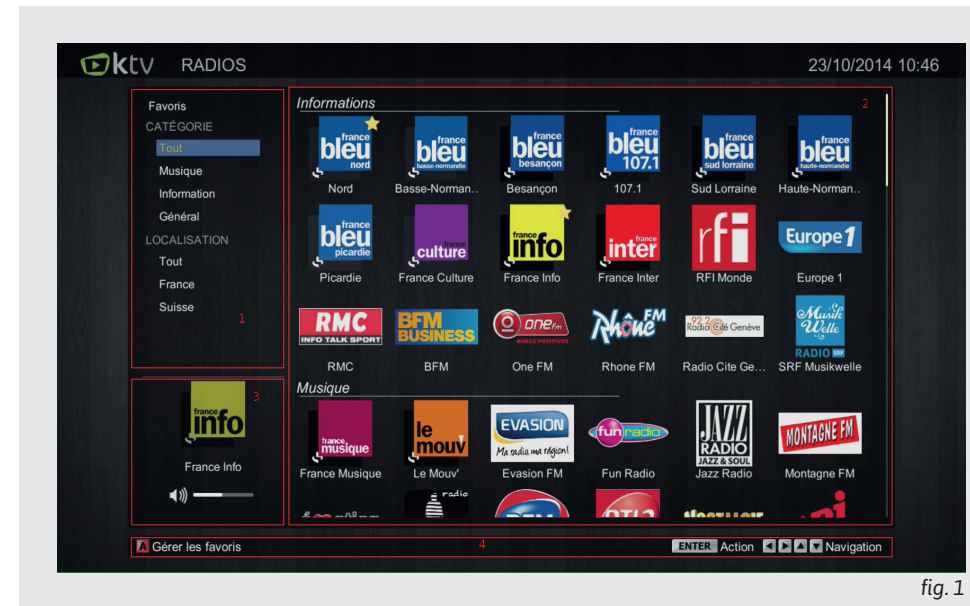 ktv RADIOS 23/10/2014 10:46
Favoris
CATÉGORIE
Tout
Musique
Information
Général
LOCALISATION
Tout
France
Suisse
1
Informations
2
france bleu nord
france bleu basse-normandie
france bleu besançon
france bleu 107.1
france bleu sud lorraine
france bleu haute-normandie
Nord Basse-Norman.. Besançon 107.1 Sud Lorraine Haute-Norman..
france bleu picardie
france culture
france info
france inter
rfi
Europe 1
Picardie France Culture France Info France Inter RFI Monde Europe 1
RMC INFO TALK SPORT
BFM BUSINESS
One fm ONDES POSITIVES
Rhône FM
92.2 Radio Cité Genève
Musik Welle RADIO SRF
RMC BFM One FM Rhone FM Radio Cite Ge... SRF Musikwelle
Musique
france musique
le mouv'
EVASION Ma radio ma région!
fun radio
JAZZ RADIO JAZZ & SOUL
MONTAGNE FM
France Musique Le Mouv' Evasion FM Fun Radio Jazz Radio Montagne FM
radio
3
france info
France Info
A Gérer les favoris
4
ENTER Action Navigation
fig. 1